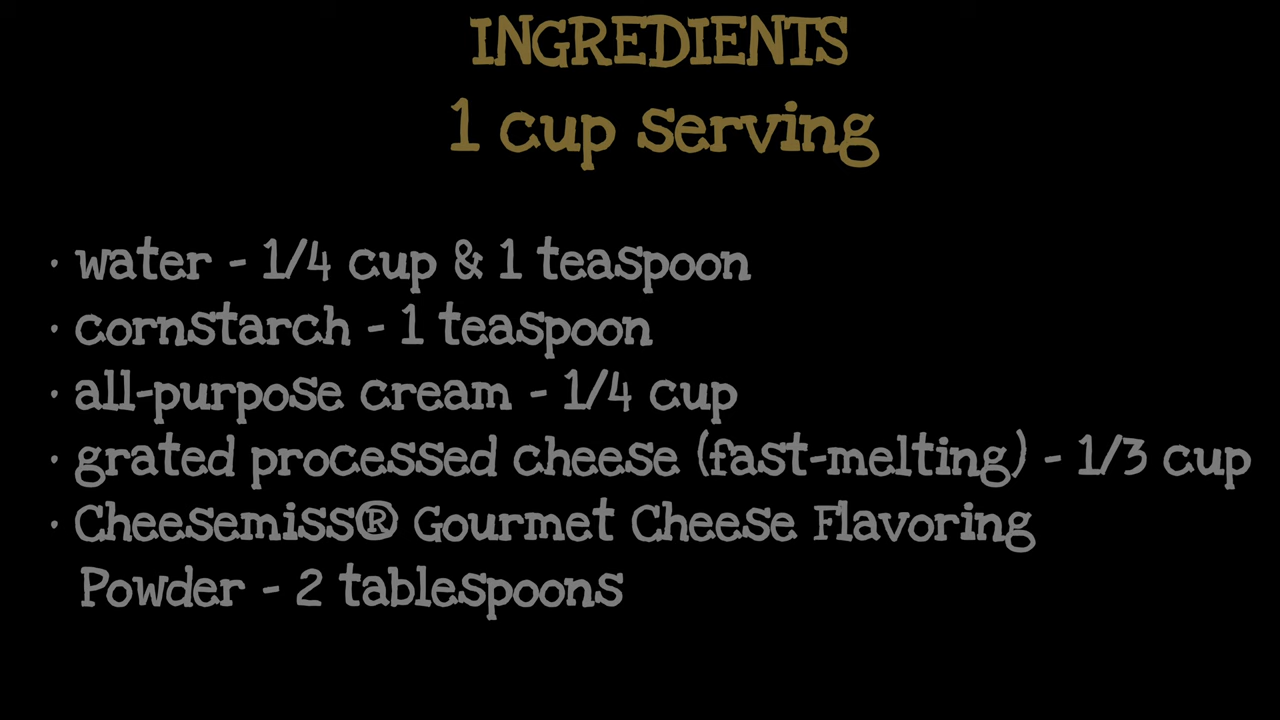 INGREDIENTS
1 cup serving
· water - 1/4 cup & 1 teaspoon
· cornstarch - 1 teaspoon
· all-purpose cream - 1/4 cup
· grated processed cheese (fast-melting) - 1/3 cup
· Cheesemiss® Gourmet Cheese Flavoring
Powder - 2 tablespoons